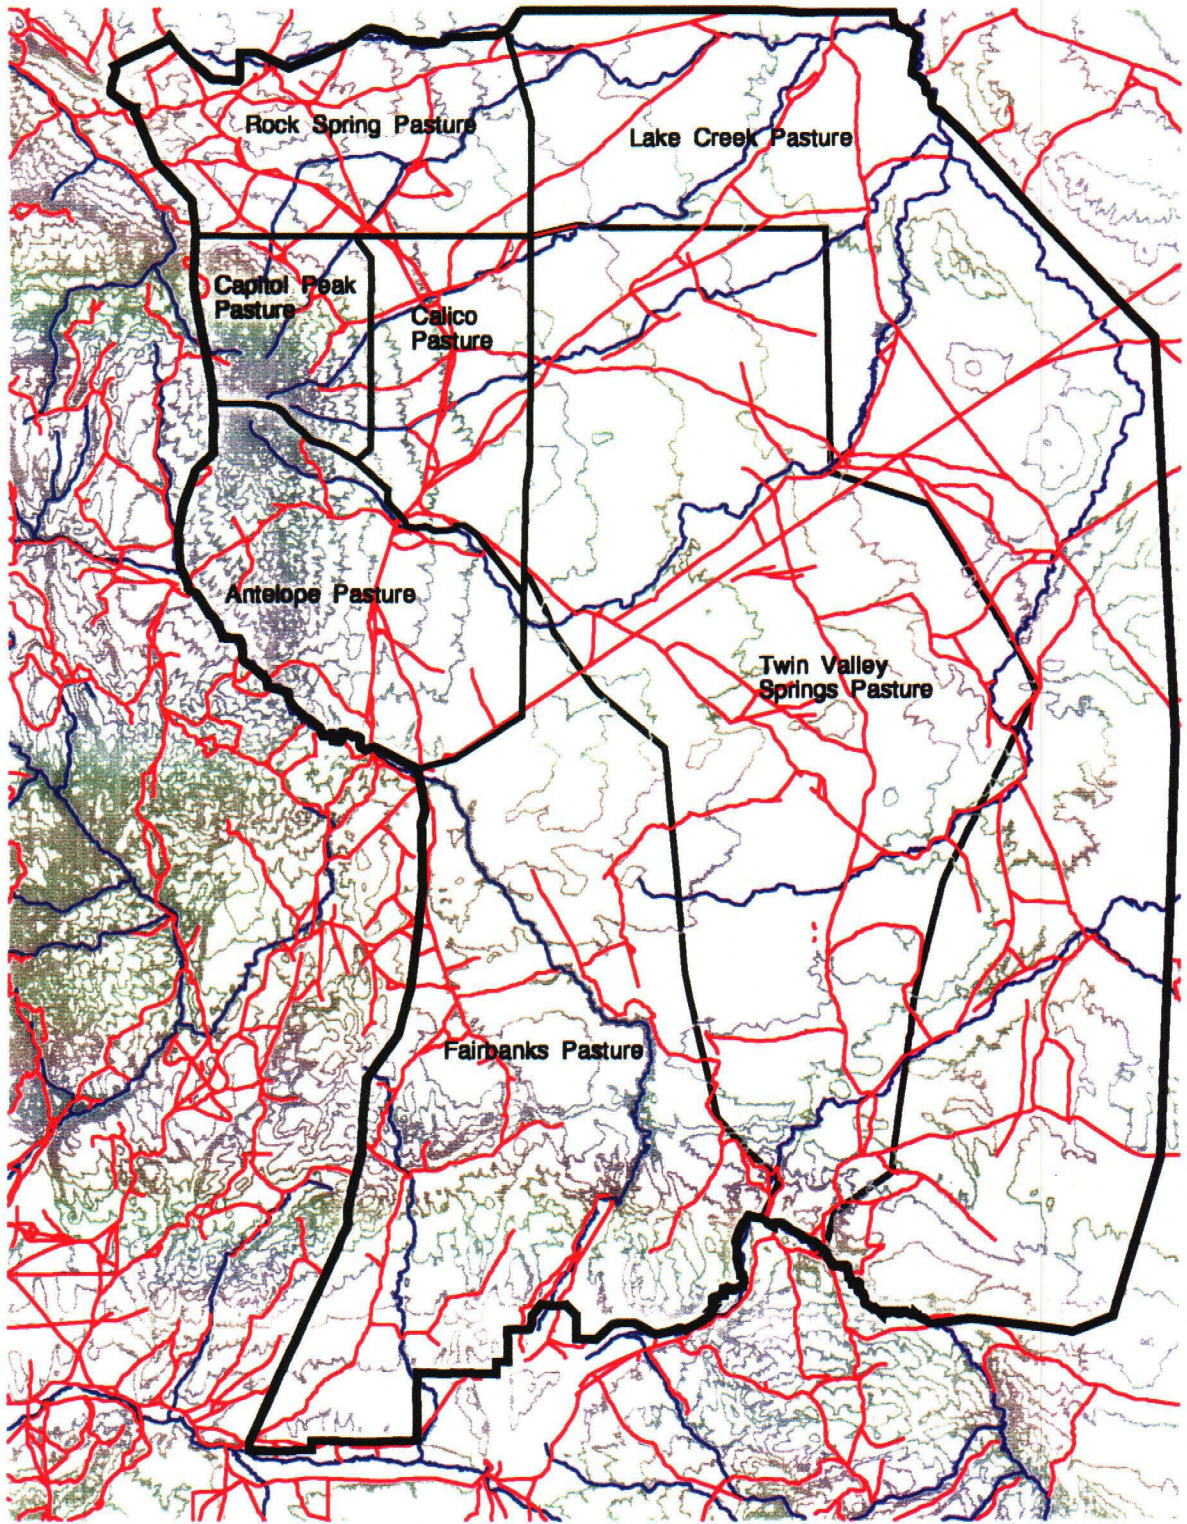 Rock Spring Pasture
Lake Creek Pasture
Capitol Peak
Pasture
Calico
Pasture
Antelope Pasture
Twin Valley
Springs Pasture
Fairbanks Pasture